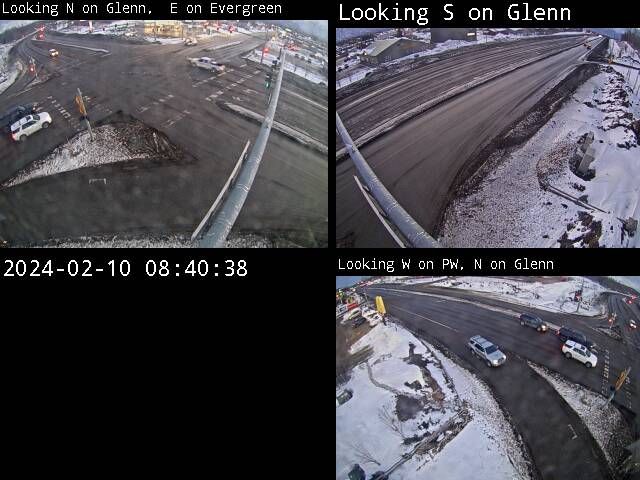 Looking N on Glenn,  E on Evergreen
Looking S on Glenn
2024-02-10 08:40:38
Looking W on PW, N on Glenn